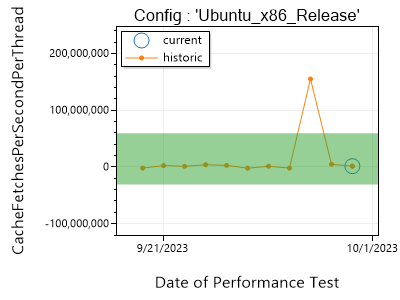 Config : 'Ubuntu_x86_Release'
CacheFetchesPerSecondPerThread
current
historic
200,000,000
100,000,000
0
-100,000,000
9/21/2023
10/1/2023
Date of Performance Test